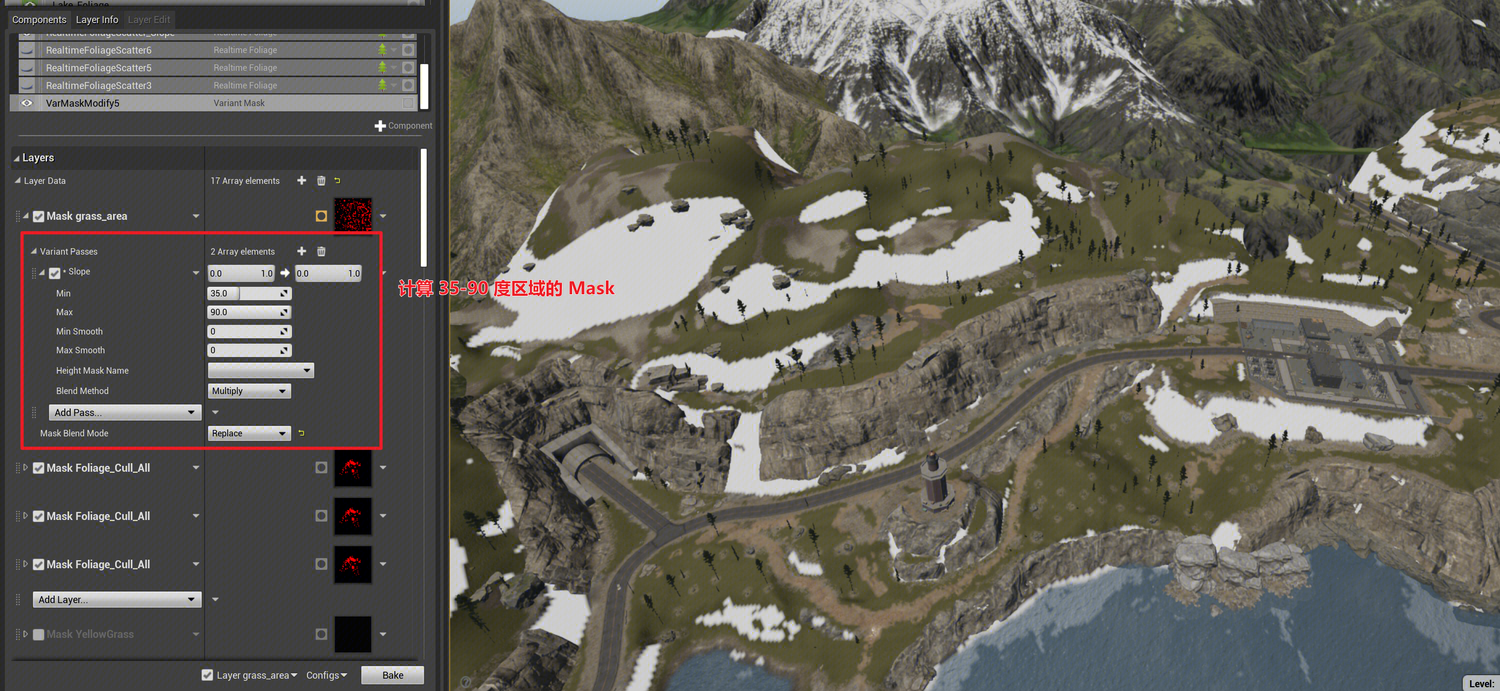 Lake_Foliage
Components Layer Info Layer Edit
RealtimeFoliageScatter_Slope Realtime Foliage
RealtimeFoliageScatter6 Realtime Foliage
RealtimeFoliageScatter5 Realtime Foliage
RealtimeFoliageScatter3 Realtime Foliage
VarMaskModify5 Variant Mask
Component
Layers
Layer Data 17 Array elements
Mask grass_area
Variant Passes 2 Array elements
• Slope 0.0 1.0 0.0 1.0
Min 35.0
计算 35-90 度区域的 Mask
Max 90.0
Min Smooth 0
Max Smooth 0
Height Mask Name
Blend Method Multiply
Add Pass...
Mask Blend Mode Replace
Mask Foliage_Cull_All
Mask Foliage_Cull_All
Mask Foliage_Cull_All
Add Layer...
Mask YellowGrass
Layer grass_area Configs Bake
Level: